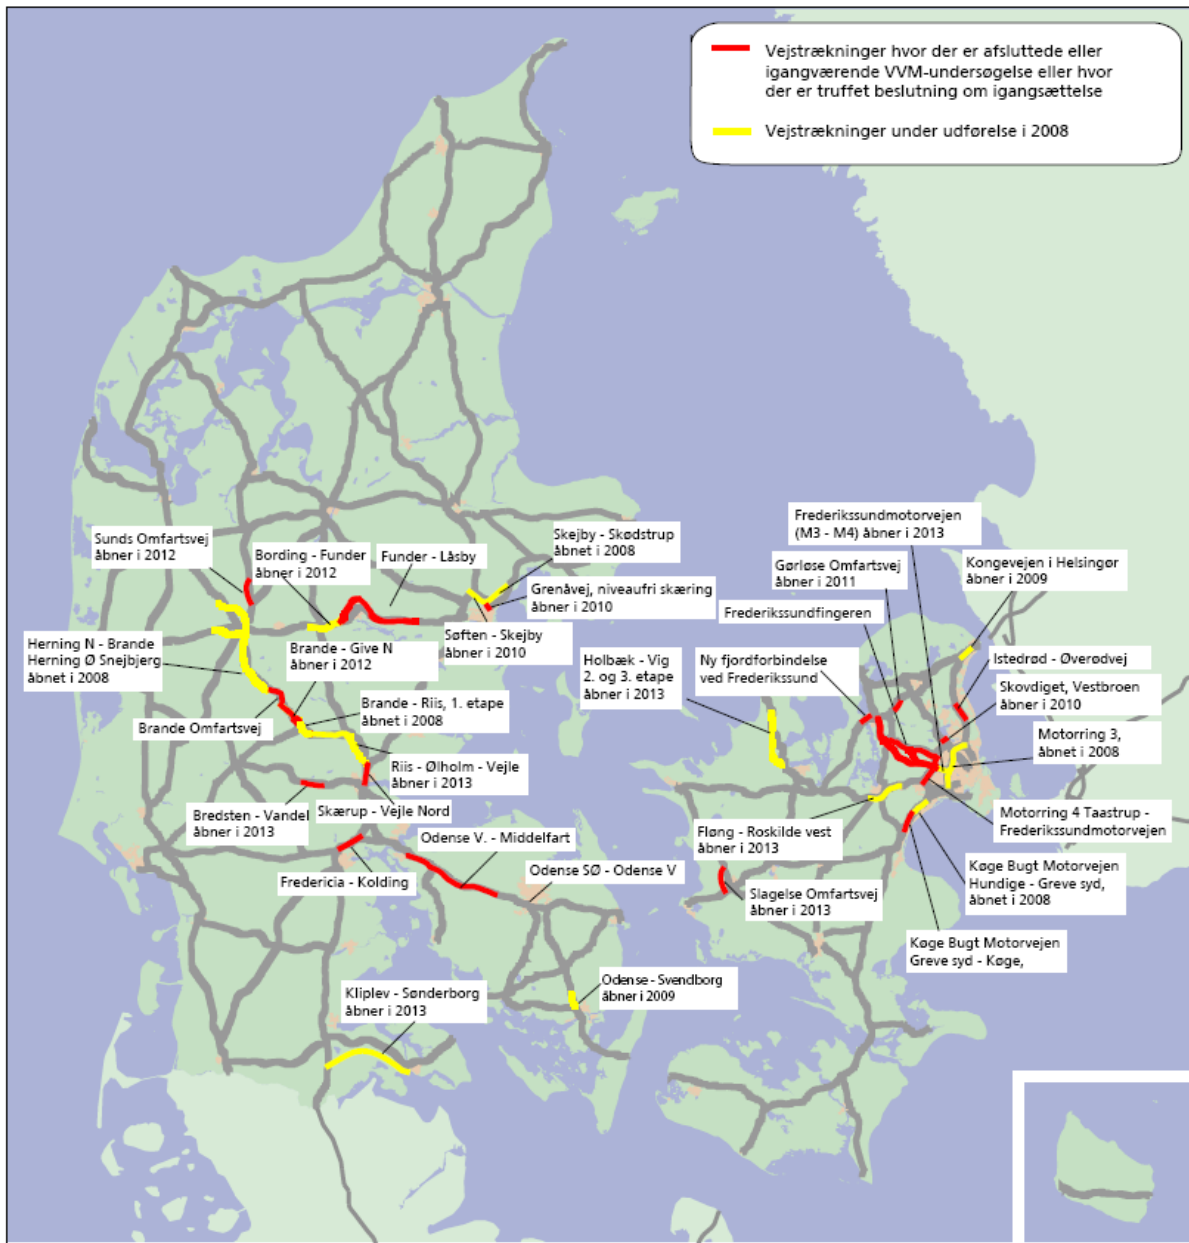 Vejstrækninger hvor der er afsluttede eller
igangværende VVM-undersøgelse eller hvor
der er truffet beslutning om igangsættelse
Vejstrækninger under udførelse i 2008
Sunds Omfartsvej
åbner i 2012
Bording - Funder
åbner i 2012
Funder - Låsby
Skejby - Skødstrup
åbnet i 2008
Grenåvej, niveaufri skæring
åbner i 2010
Søften - Skejby
åbner i 2010
Herning N - Brande
Herning Ø Snejbjerg
åbnet i 2008
Brande - Give N
åbner i 2012
Brande Omfartsvej
Brande - Riis, 1. etape
åbnet i 2008
Riis - Ølholm - Vejle
åbner i 2013
Bredsten - Vandel
åbner i 2013
Skærup - Vejle Nord
Odense V. - Middelfart
Fredericia - Kolding
Odense SØ - Odense V
Kliplev - Sønderborg
åbner i 2013
Odense - Svendborg
åbner i 2009
Frederikssundmotorvejen
(M3 - M4) åbner i 2013
Gørløse Omfartsvej
åbner i 2011
Kongevejen i Helsingør
åbner i 2009
Frederikssundfingeren
Holbæk - Vig
2. og 3. etape
åbner i 2013
Ny fjordforbindelse
ved Frederikssund
Istedrød - Øverødvej
Skovdiget, Vestbroen
åbner i 2010
Motorring 3,
åbnet i 2008
Motorring 4 Taastrup -
Frederikssundmotorvejen
Fløng - Roskilde vest
åbner i 2013
Køge Bugt Motorvejen
Hundige - Greve syd,
åbnet i 2008
Slagelse Omfartsvej
åbner i 2013
Køge Bugt Motorvejen
Greve syd - Køge,